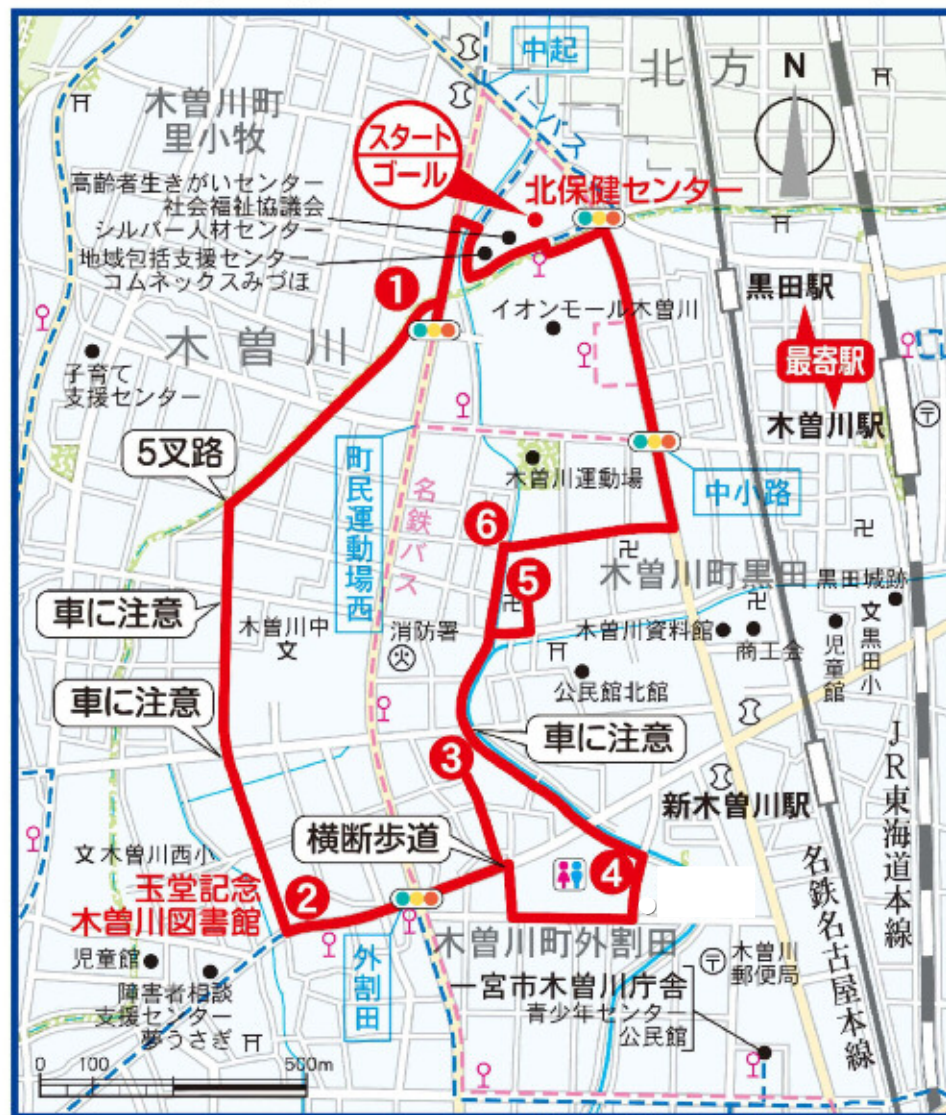 中起
北方
N
i-バス
木曽川町
里小牧
スタート
ゴール
高齢者生きがいセンター
社会福祉協議会
シルバー人材センター
地域包括支援センター
コムネックスみづほ
北保健センター
1
イオンモール木曽川
黒田駅
最寄駅
木曽川駅
木曽川
子育て
支援センター
5叉路
町民運動場西
名鉄バス
木曽川運動場
中小路
6
5
木曽川町黒田
黒田城跡
車に注意
木曽川中
文
消防署
木曽川資料館
商工会
児童館
文黒田小
公民館北館
車に注意
車に注意
3
新木曽川駅
JR東海道本線
横断歩道
文木曽川西小
4
名鉄名古屋本線
玉堂記念
木曽川図書館
2
外割田
木曽川町外割田
児童館
障害者相談
支援センター
夢うさぎ
木曽川
郵便局
一宮市木曽川庁舎
青少年センター
公民館
0 100 500m